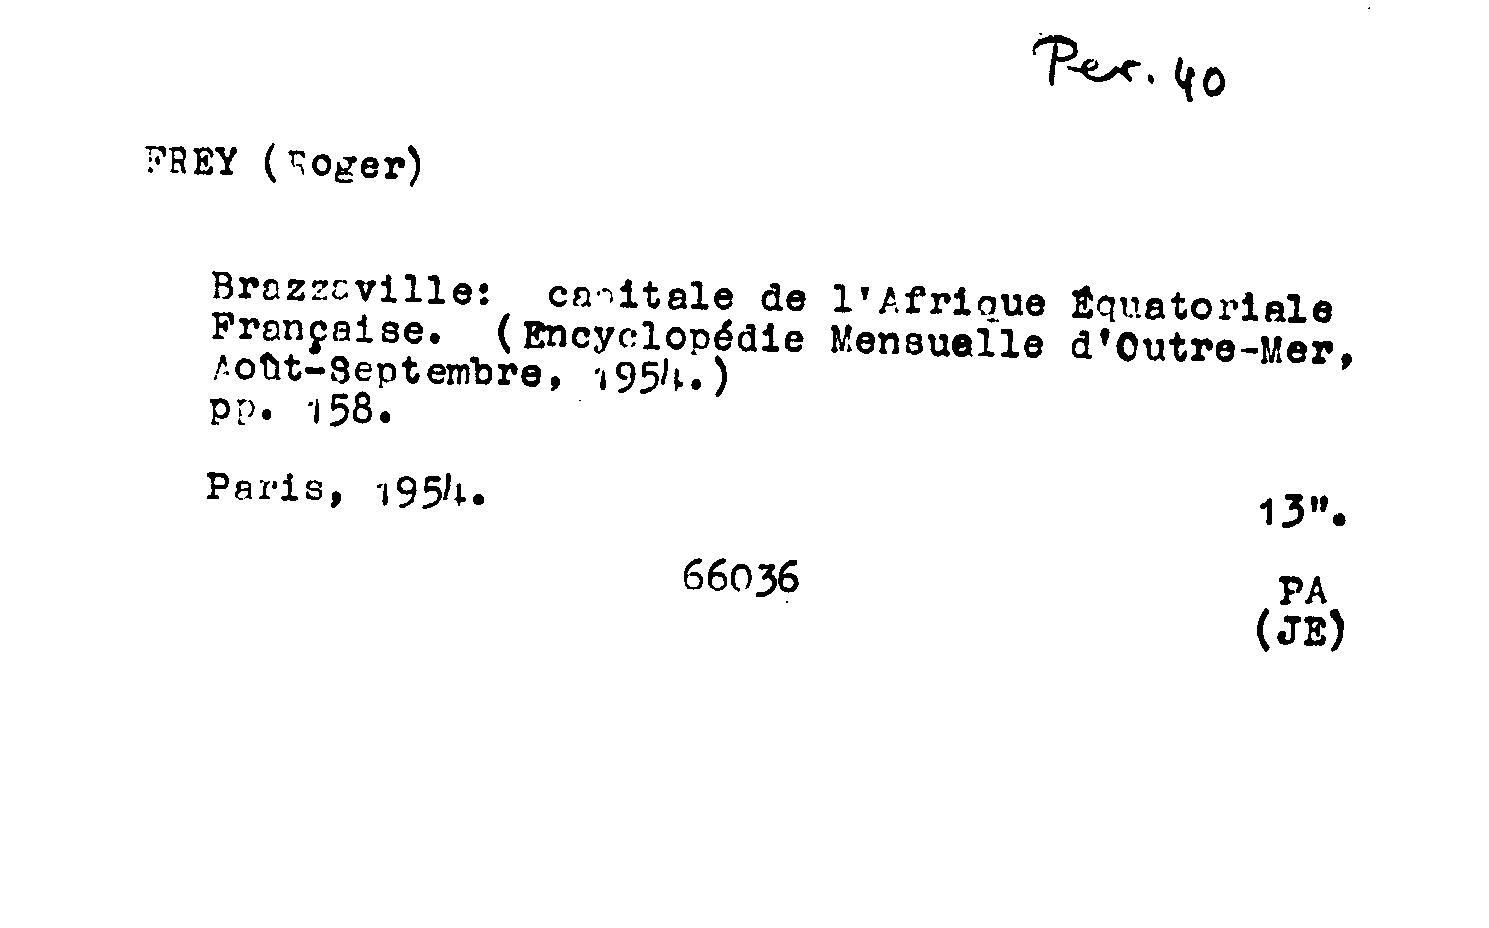 Per. 40
FREY (Roger)
Brazzaville: capitale de l'Afrique Équatoriale
Française. (Encyclopédie Mensuelle d'Outre-Mer,
Août-Septembre, 1954.)
pp. 158.
Paris, 1954.
13".
66036
PA
(JE)